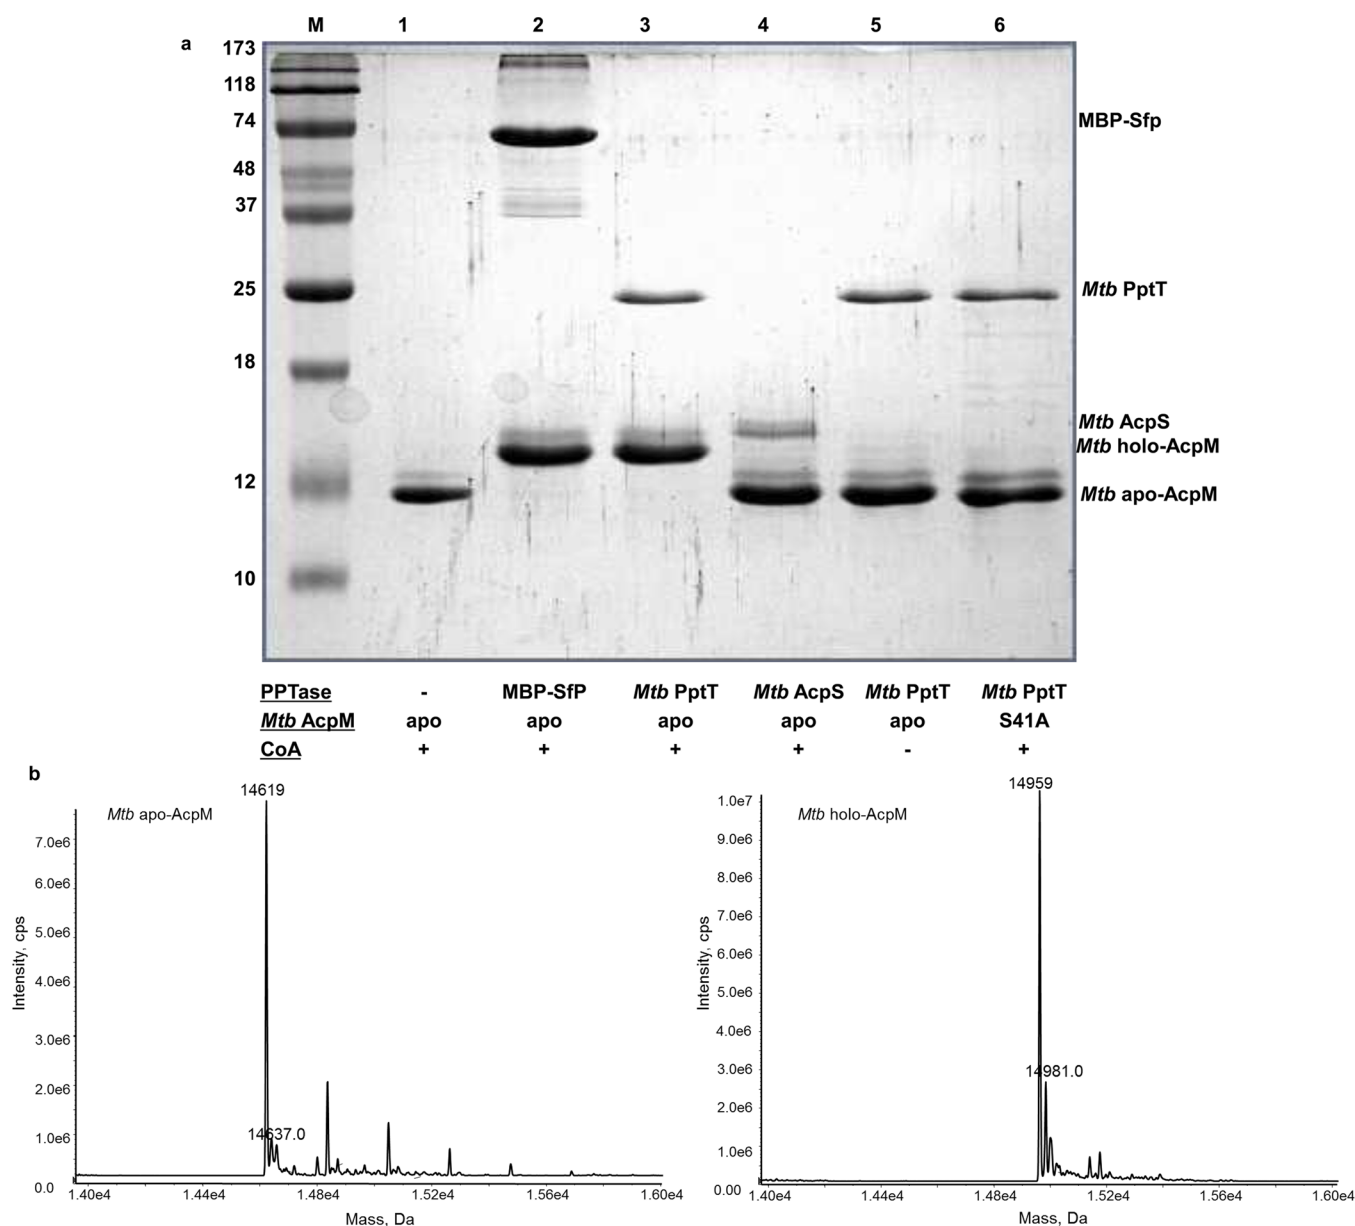 M 1 2 3 4 5 6
a
173
118
74
MBP-Sfp
48
37
25
Mtb PptT
18
Mtb AcpS
Mtb holo-AcpM
12
Mtb apo-AcpM
10
PPTase - MBP-SfP Mtb PptT Mtb AcpS Mtb PptT Mtb PptT
Mtb AcpM apo apo apo apo apo S41A
CoA + + + + - +
b
14619
Mtb apo-AcpM
7.0e6
6.0e6
5.0e6
4.0e6
3.0e6
2.0e6
1.0e6
0.0
Intensity, cps
14637.0
1.40e4 1.44e4 1.48e4 1.52e4 1.56e4 1.60e4
Mass, Da
14959
Mtb holo-AcpM
1.0e7
9.0e6
8.0e6
7.0e6
6.0e6
5.0e6
4.0e6
3.0e6
2.0e6
1.0e6
0.00
Intensity, cps
14981.0
1.40e4 1.44e4 1.48e4 1.52e4 1.56e4 1.60e4
Mass, Da